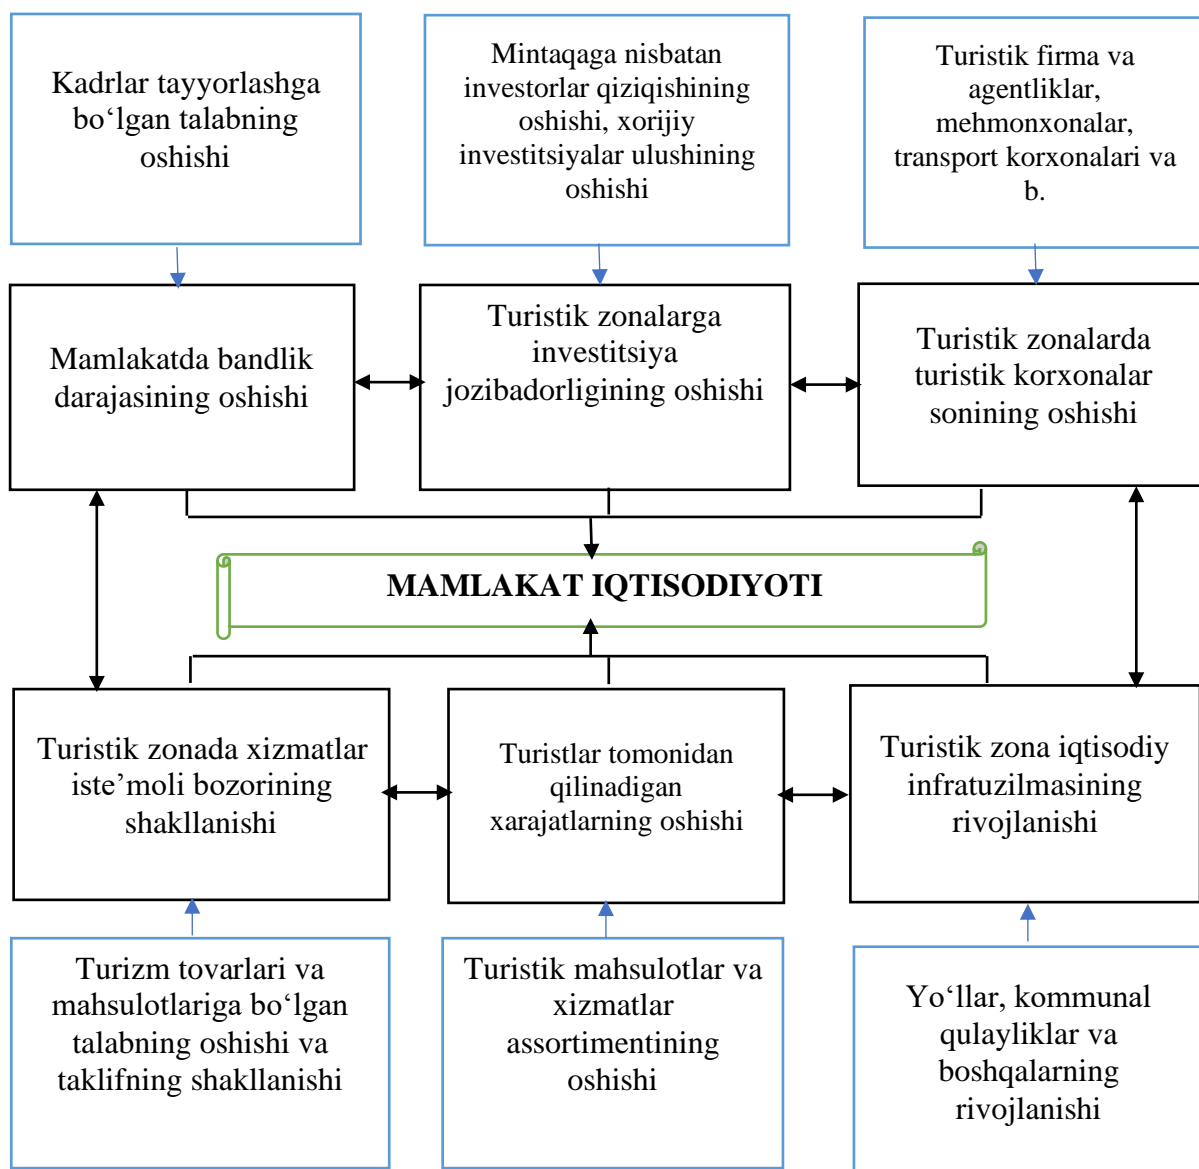 Kadrlar tayyorlashga
bo‘lgan talabning
oshishi
Mintaqaga nisbatan
investorlar qiziqishining
oshishi, xorijiy
investitsiyalar ulushining
oshishi
Turistik firma va
agentliklar,
mehmonxonalar,
transport korxonalari va
b.
Mamlakatda bandlik
darajasining oshishi
Turistik zonalarga
investitsiya
jozibadorligining oshishi
Turistik zonalarda
turistik korxonalar
sonining oshishi
MAMLAKAT IQTISODIYOTI
Turistik zonada xizmatlar
iste’moli bozorining
shakllanishi
Turistlar tomonidan
qilinadigan
xarajatlarning oshishi
Turistik zona iqtisodiy
infratuzilmasining
rivojlanishi
Turizm tovarlari va
mahsulotlariga bo‘lgan
talabning oshishi va
taklifning shakllanishi
Turistik mahsulotlar va
xizmatlar
assortimentining
oshishi
Yo‘llar, kommunal
qulayliklar va
boshqalarning
rivojlanishi